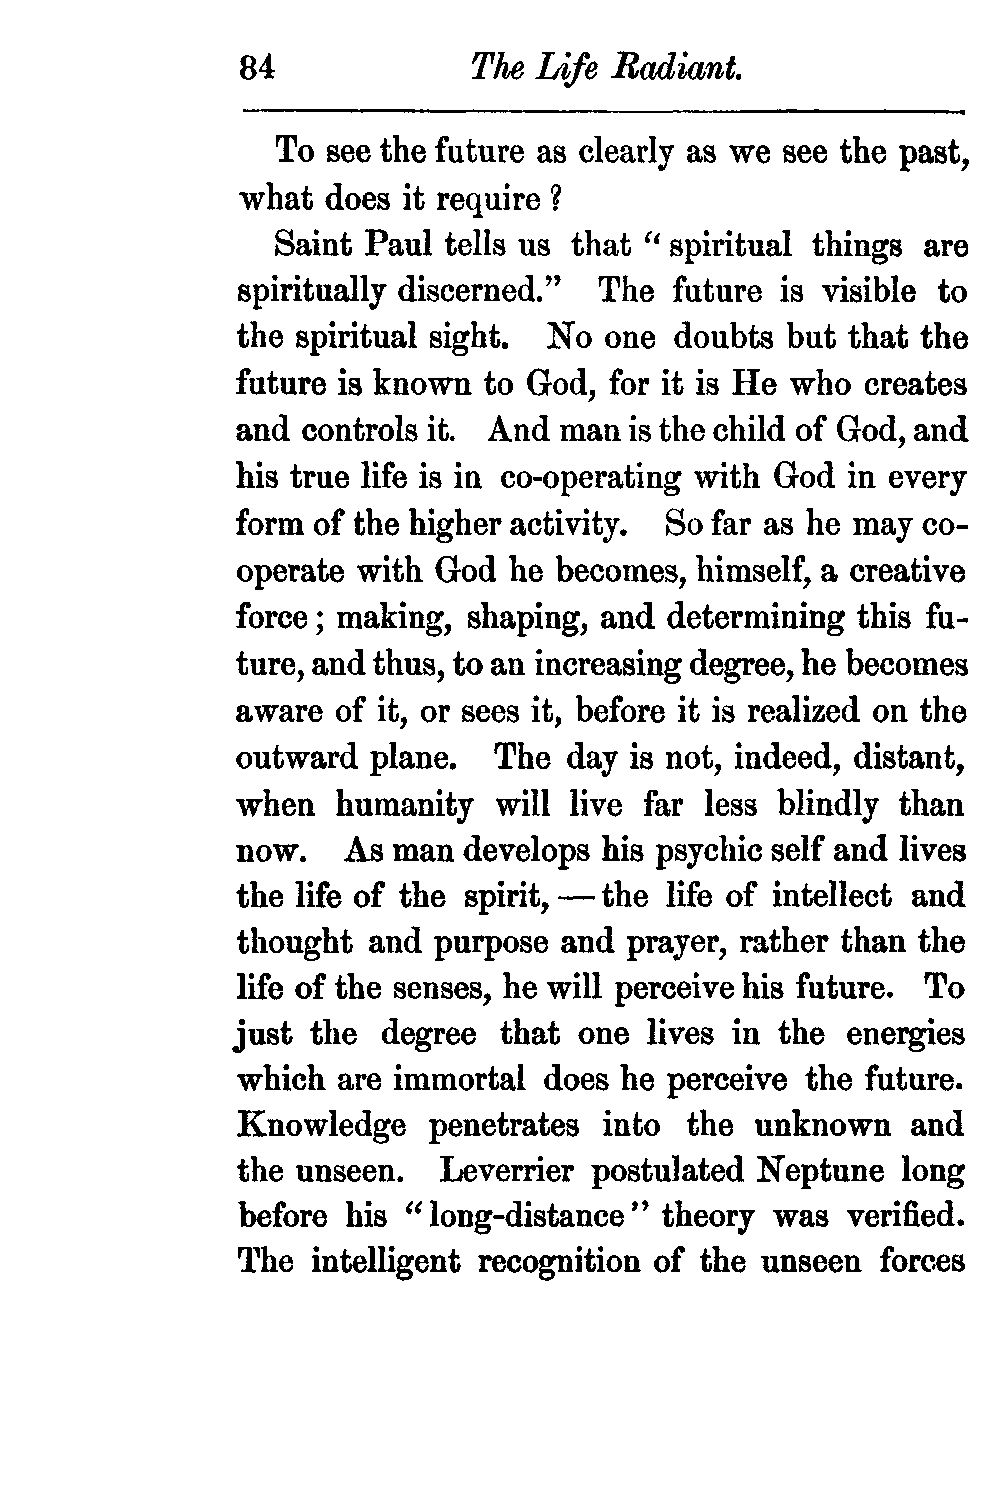 84 The Life Radiant.
To see the future as clearly as we see the past,
what does it require ?
Saint Paul tells us that “ spiritual things are
spiritually discerned.” The future is visible to
the spiritual sight. No one doubts but that the
future is known to God, for it is He who creates
and controls it. And man is the child of God, and
his true life is in co-operating with God in every
form of the higher activity. So far as he may co-
operate with God he becomes, himself, a creative
force ; making, shaping, and determining this fu-
ture, and thus, to an increasing degree, he becomes
aware of it, or sees it, before it is realized on the
outward plane. The day is not, indeed, distant,
when humanity will live far less blindly than
now. As man develops his psychic self and lives
the life of the spirit, — the life of intellect and
thought and purpose and prayer, rather than the
life of the senses, he will perceive his future. To
just the degree that one lives in the energies
which are immortal does he perceive the future.
Knowledge penetrates into the unknown and
the unseen. Leverrier postulated Neptune long
before his “ long-distance ” theory was verified.
The intelligent recognition of the unseen forces